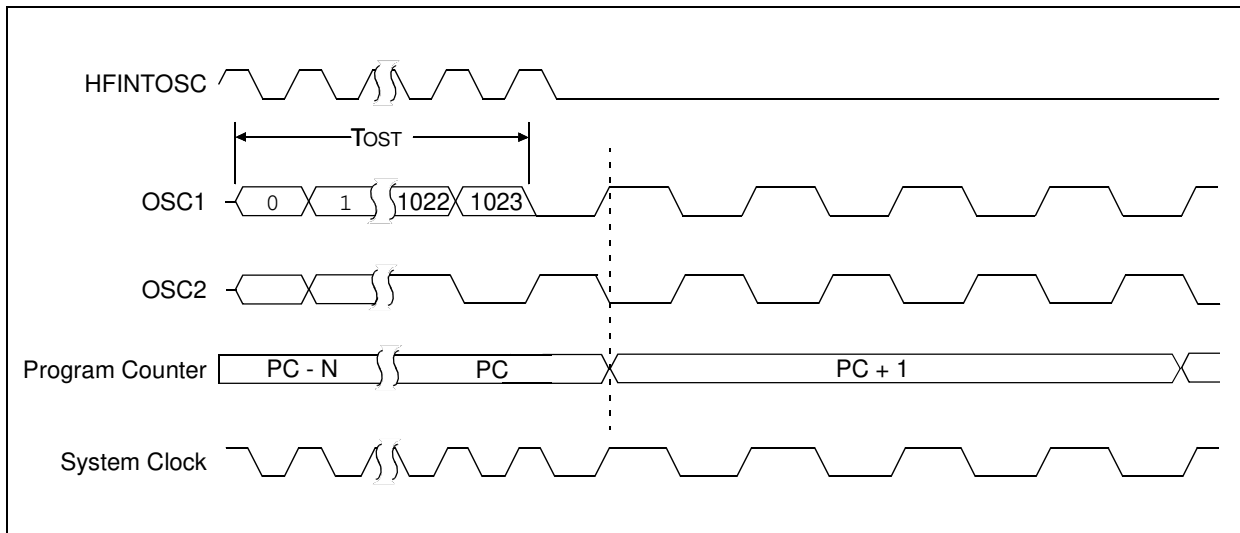 HFINTOSC
TOST
OSC1
0 1 1022 1023
OSC2
Program Counter
PC - N PC PC + 1
System Clock